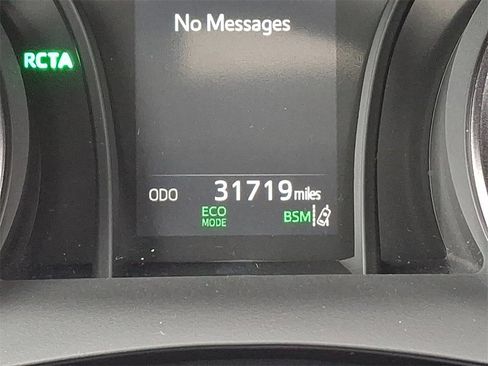 No Messages
RCTA
ODO 31719 miles
ECO BSM
MODE